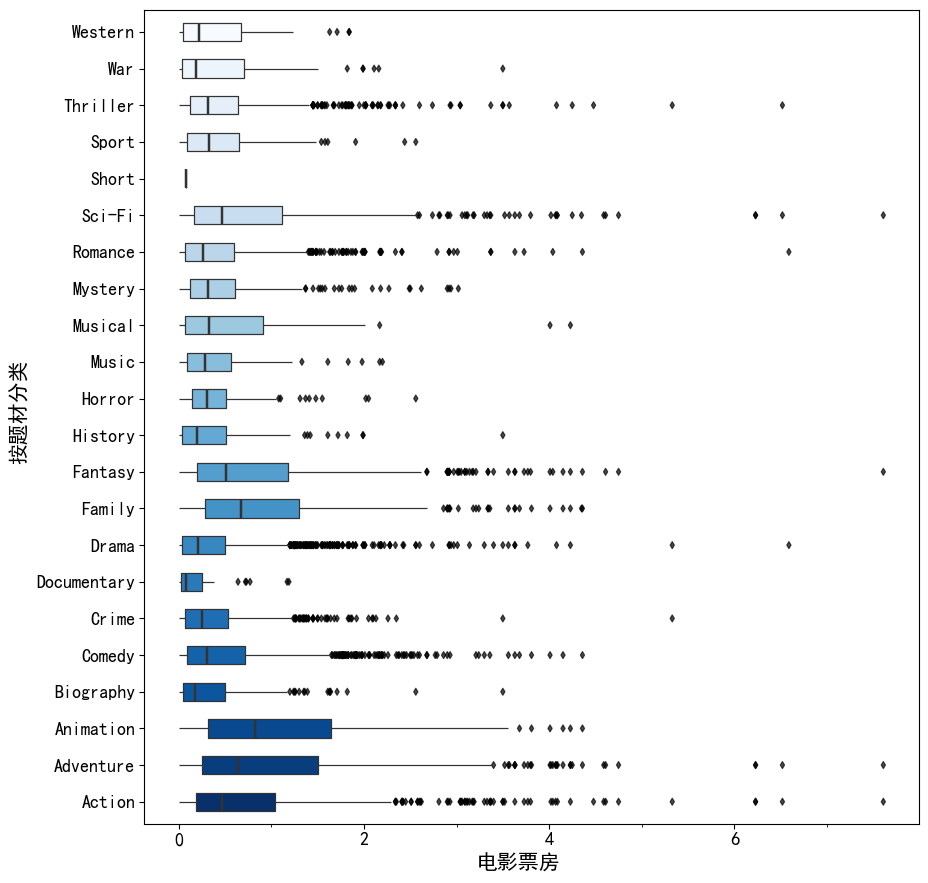 Western
War
Thriller
Sport
Short
Sci-Fi
Romance
Mystery
Musical
Music
Horror
History
Fantasy
Family
Drama
Documentary
Crime
Comedy
Biography
Animation
Adventure
Action
按题材分类
0 2 4 6
电影票房